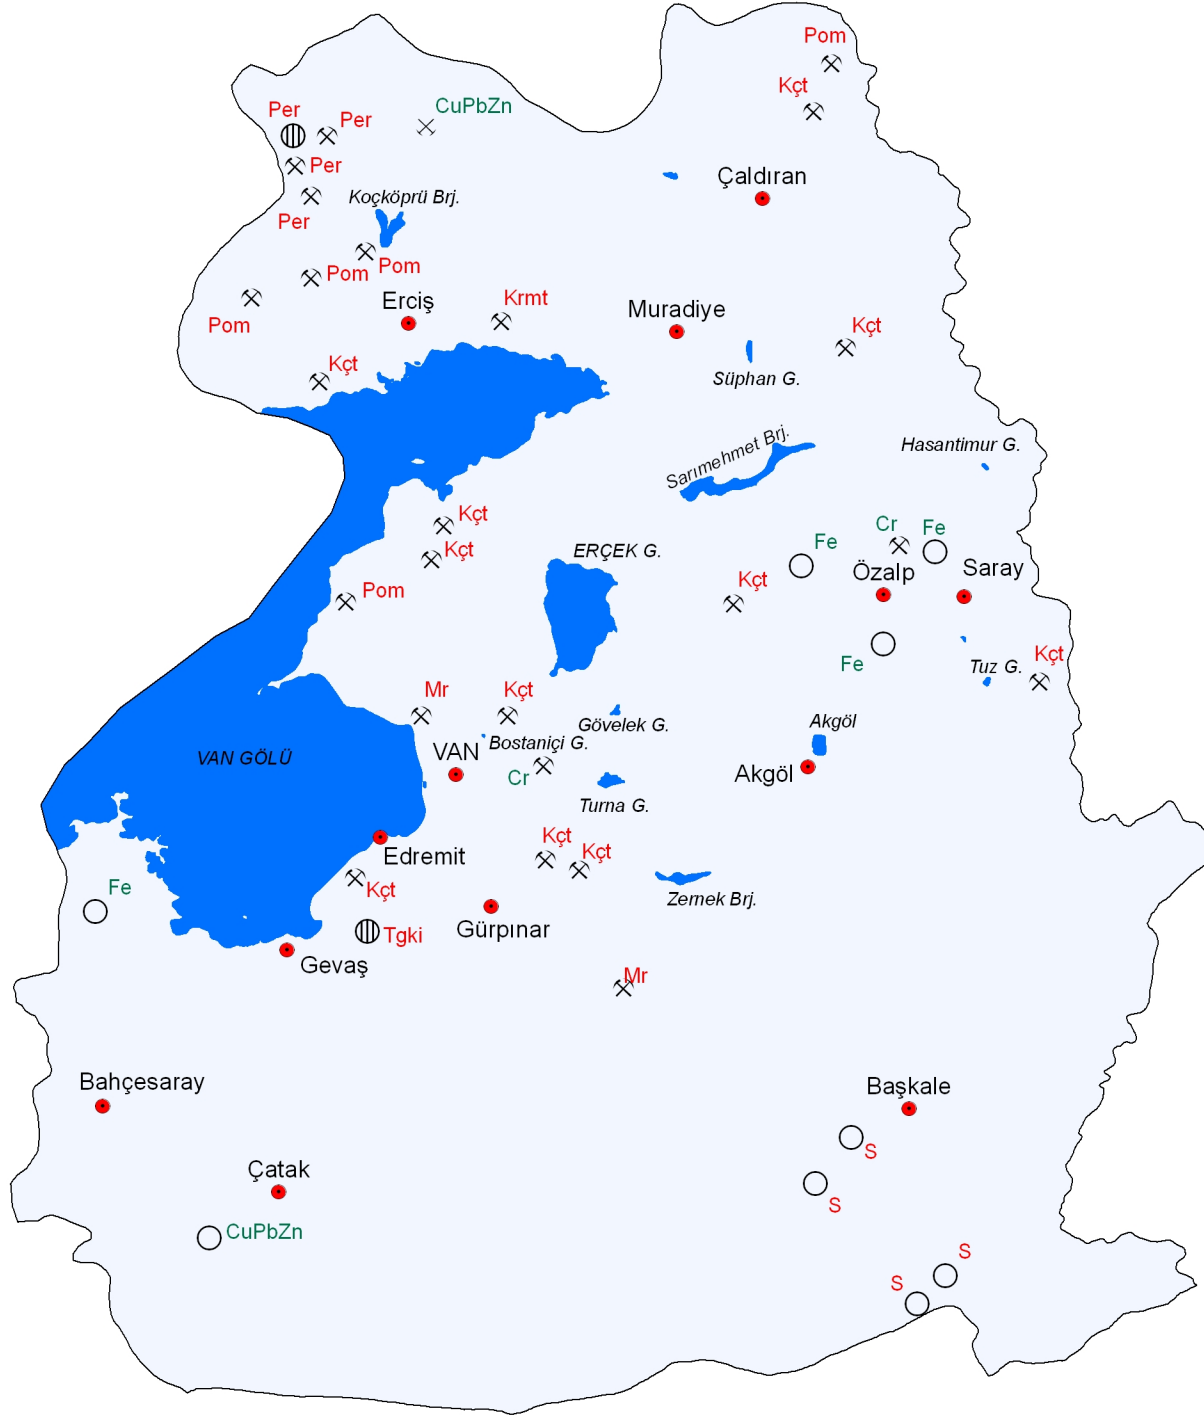 Pom
Kçt
Per
CuPbZn
Per
Per
Çaldıran
Koçköprü Brj.
Per
Pom
Pom
Erciş
Krmt
Muradiye
Pom
Kçt
Kçt
Süphan G.
Sarımehmet Brj.
Hasantimur G.
Kçt
Cr
Fe
Fe
Kçt
ERÇEK G.
Özalp
Saray
Kçt
Pom
Fe
Kçt
Tuz G.
Mr
Kçt
Gövelek G.
Akgöl
Bostaniçi G.
VAN GÖLÜ
VAN
Cr
Akgöl
Turna G.
Kçt
Kçt
Edremit
Fe
Kçt
Zernek Brj.
Gürpınar
Tgki
Gevaş
Mr
Bahçesaray
Başkale
S
Çatak
S
CuPbZn
S
S